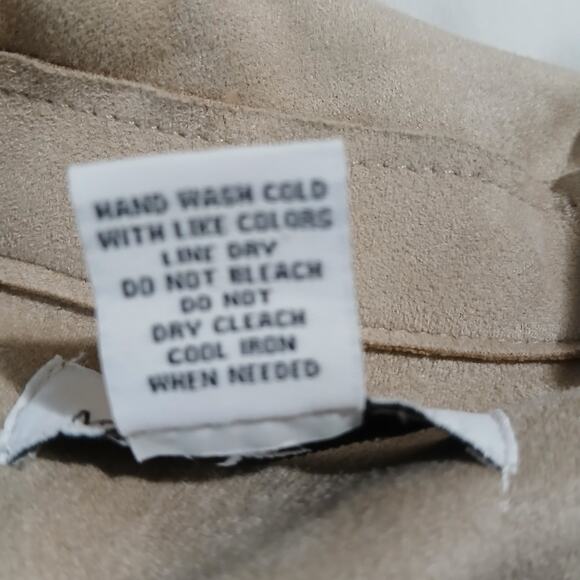 HAND WASH COLD
WITH LIKE COLORS
LINE DRY
DO NOT BLEACH
DO NOT
DRY CLEACH
COOL IRON
WHEN NEEDED